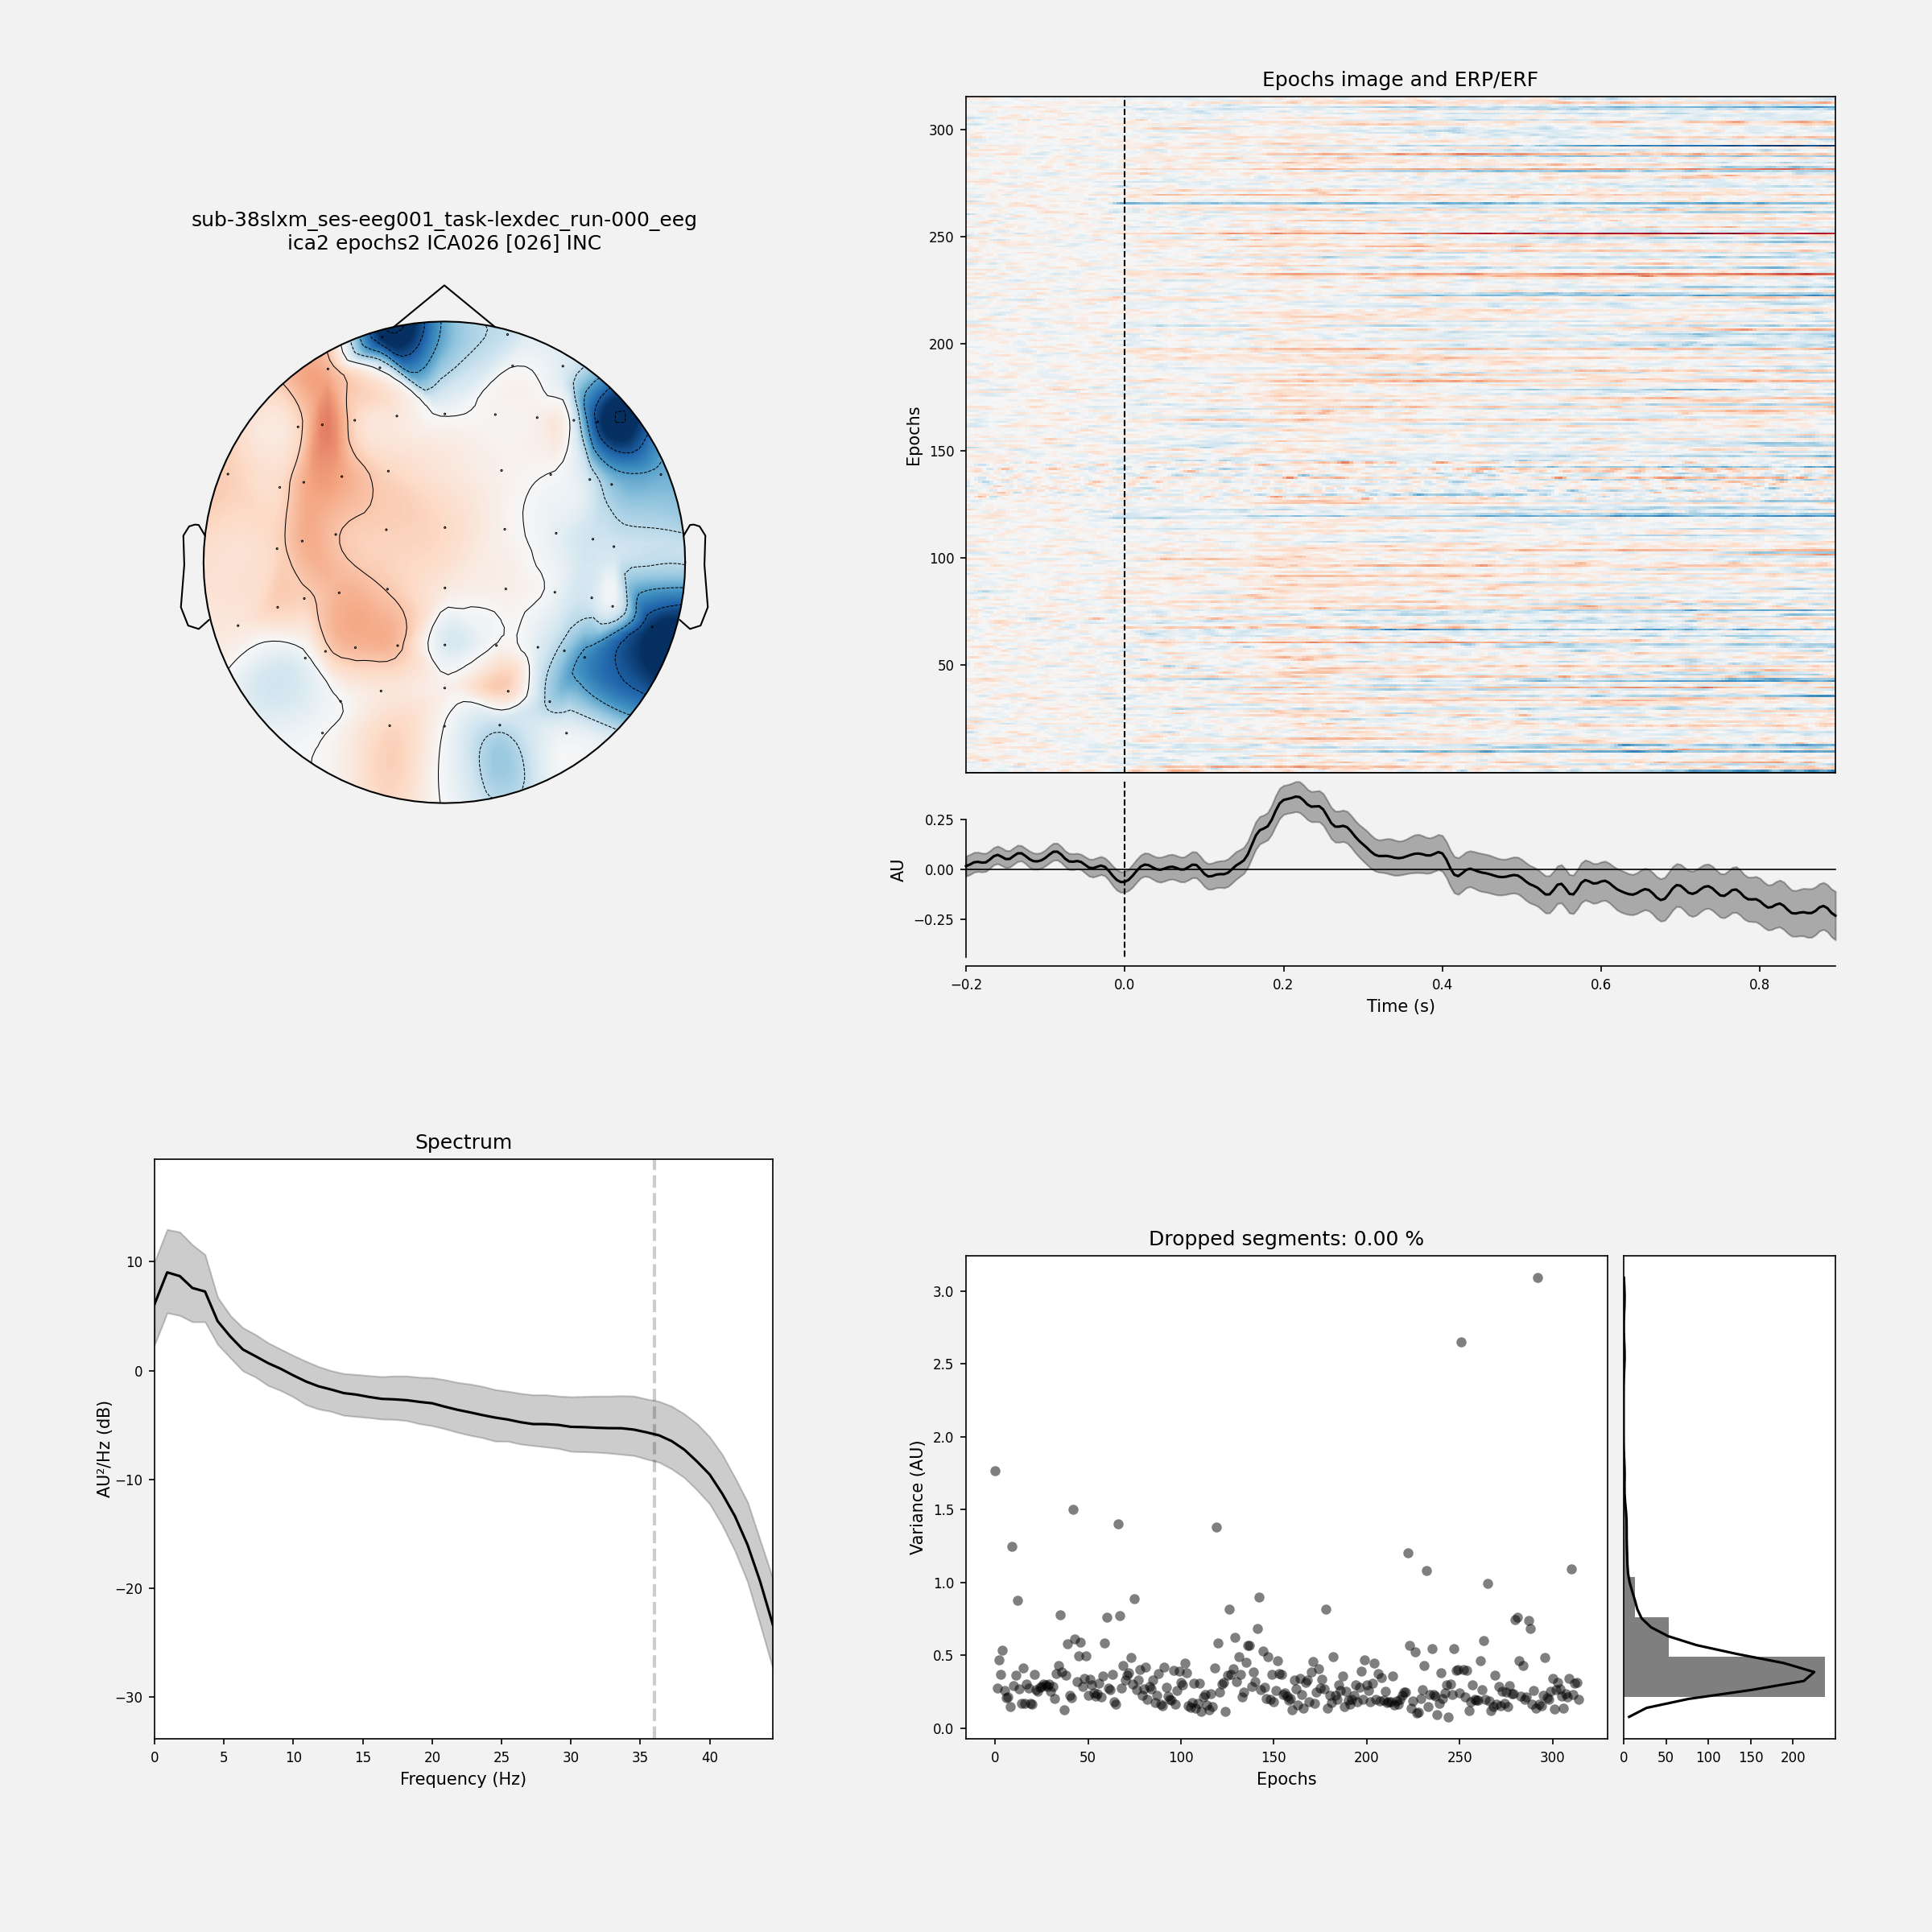 sub-38slxm_ses-eeg001_task-lexdec_run-000_eeg
ica2 epochs2 ICA026 [026] INC
Epochs image and ERP/ERF
Epochs
300
250
200
150
100
50
AU
0.25
0.00
−0.25
−0.2 0.0 0.2 0.4 0.6 0.8
Time (s)
Spectrum
AU²/Hz (dB)
10
0
−10
−20
−30
0 5 10 15 20 25 30 35 40
Frequency (Hz)
Dropped segments: 0.00 %
Variance (AU)
3.0
2.5
2.0
1.5
1.0
0.5
0.0
0 50 100 150 200 250 300
Epochs
0 50 100 150 200